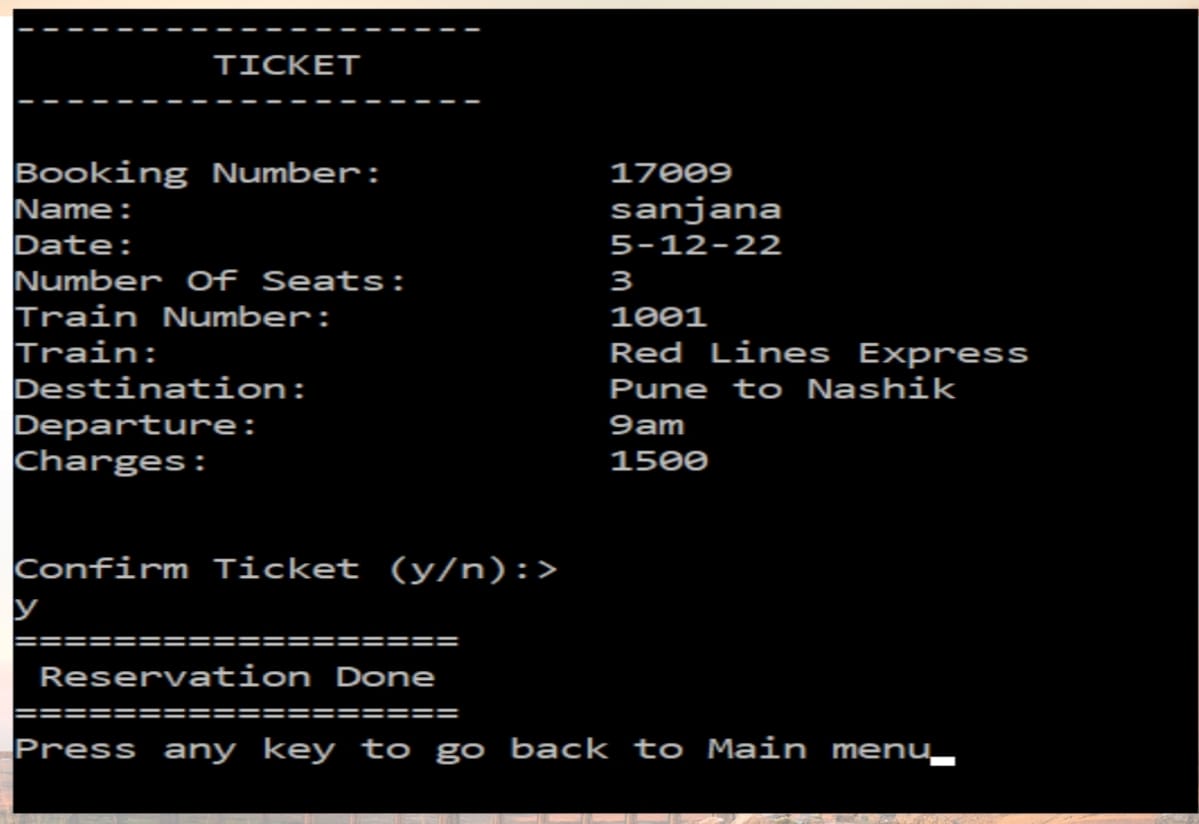 -------------------
TICKET
-------------------
Booking Number: 17009
Name: sanjana
Date: 5-12-22
Number Of Seats: 3
Train Number: 1001
Train: Red Lines Express
Destination: Pune to Nashik
Departure: 9am
Charges: 1500
Confirm Ticket (y/n):>
y
==================
Reservation Done
==================
Press any key to go back to Main menu